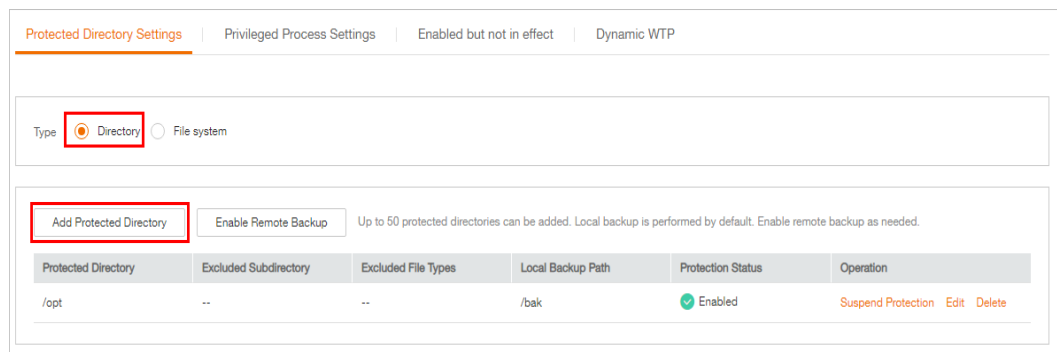 Protected Directory Settings Privileged Process Settings Enabled but not in effect Dynamic WTP
Type Directory File system
Add Protected Directory Enable Remote Backup Up to 50 protected directories can be added. Local backup is performed by default. Enable remote backup as needed.
Protected Directory Excluded Subdirectory Excluded File Types Local Backup Path Protection Status Operation
/opt -- -- /bak Enabled Suspend Protection Edit Delete